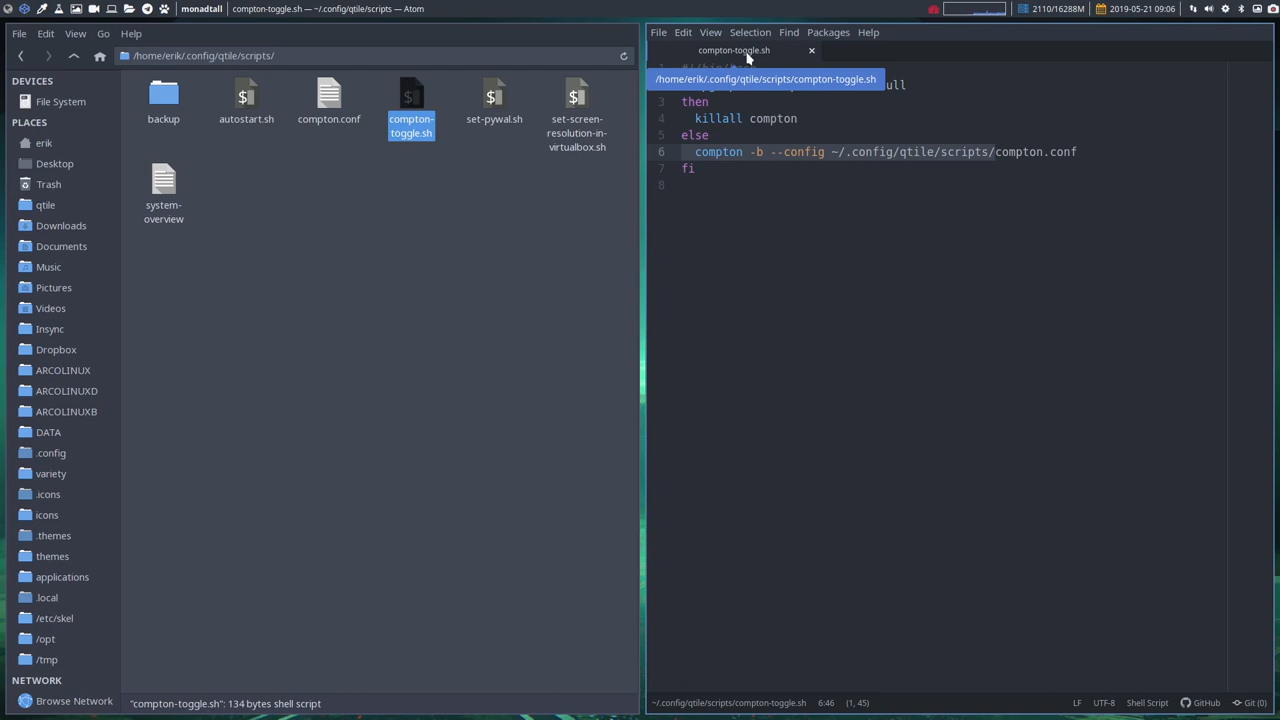 monadtall compton-toggle.sh — ~/.config/qtile/scripts — Atom 2110/16288M 2019-05-21 09:06
File Edit View Go Help
/home/erik/.config/qtile/scripts/
DEVICES
File System
PLACES
erik
Desktop
Trash
qtile
Downloads
Documents
Music
Pictures
Videos
Insync
Dropbox
ARCOLINUX
ARCOLINUXD
ARCOLINUXB
DATA
.config
variety
.icons
icons
.themes
themes
applications
.local
/etc/skel
/opt
/tmp
NETWORK
Browse Network
backup
autostart.sh
compton.conf
compton-
toggle.sh
set-pywal.sh
set-screen-
resolution-in-
virtualbox.sh
system-
overview
"compton-toggle.sh": 134 bytes shell script
File Edit View Selection Find Packages Help
compton-toggle.sh
/home/erik/.config/qtile/scripts/compton-toggle.sh
3 then
4 killall compton
5 else
6 compton -b --config ~/.config/qtile/scripts/compton.conf
7 fi
8
~/.config/qtile/scripts/compton-toggle.sh 6:46 (1, 45) LF UTF-8 Shell Script GitHub Git (0)